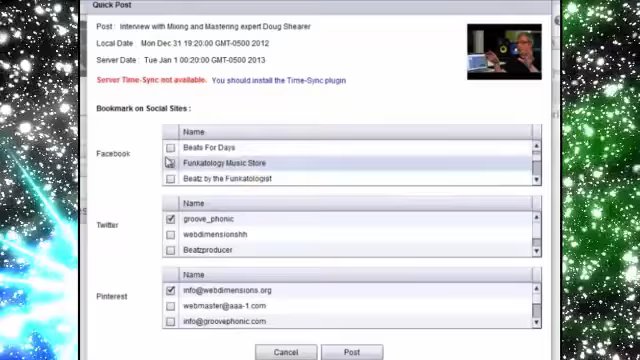 Quick Post
Post : Interview with Mixing and Mastering expert Doug Shearer
Local Date : Mon Dec 31 19:20:00 GMT-0500 2012
Server Date : Tue Jan 1 00:20:00 GMT-0500 2013
Server Time-Sync not available. You should install the Time-Sync plugin
Bookmark on Social Sites :
Name
Facebook
Beats For Days
Funkatology Music Store
Beatz by the Funkatologist
Name
Twitter
groove_phonic
webdimensionshh
Beatzproducer
Name
Pinterest
info@webdimensions.org
webmaster@aaa-1.com
info@groovephonic.com
Cancel Post